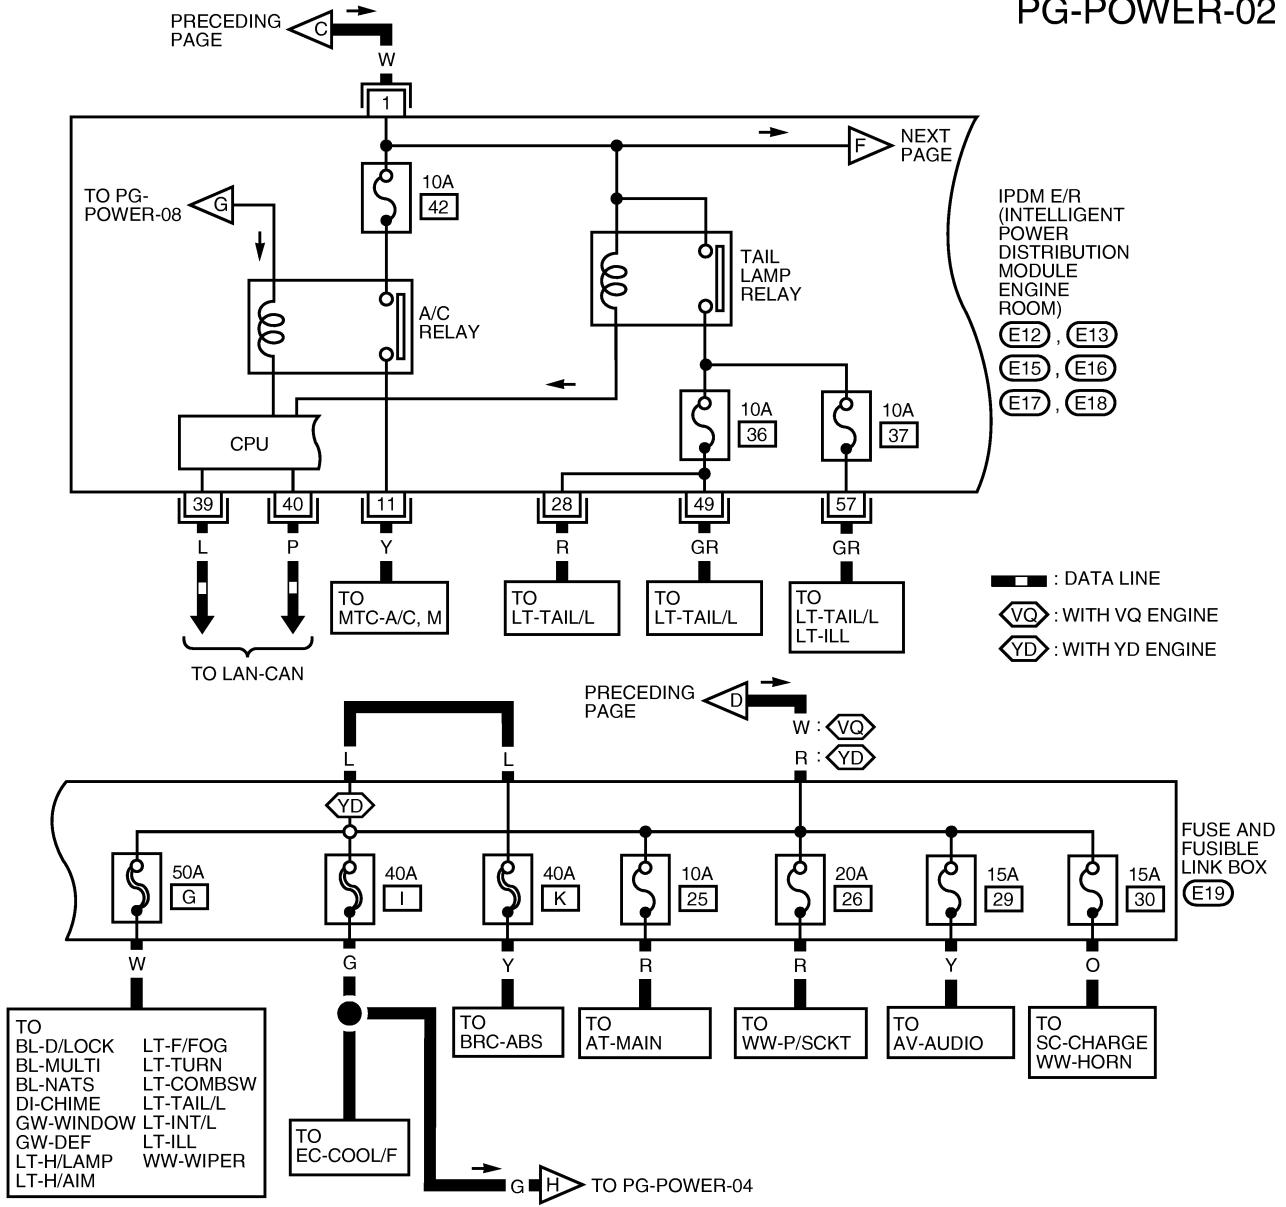 PG-POWER-02
PRECEDING
PAGE
C
W
1
F
NEXT
PAGE
TO PG-
POWER-08
G
10A
42
TAIL
LAMP
RELAY
A/C
RELAY
IPDM E/R
(INTELLIGENT
POWER
DISTRIBUTION
MODULE
ENGINE
ROOM)
E12 , E13
E15 , E16
E17 , E18
10A
36
10A
37
CPU
39
40
11
28
49
57
L
P
Y
R
GR
GR
TO
MTC-A/C, M
TO
LT-TAIL/L
TO
LT-TAIL/L
TO
LT-TAIL/L
LT-ILL
TO LAN-CAN
: DATA LINE
VQ : WITH VQ ENGINE
YD : WITH YD ENGINE
PRECEDING
PAGE
D
W : VQ
R : YD
L
L
YD
FUSE AND
FUSIBLE
LINK BOX
E19
50A
G
40A
I
40A
K
10A
25
20A
26
15A
29
15A
30
W
G
Y
R
R
Y
O
TO
BL-D/LOCK
BL-MULTI
BL-NATS
DI-CHIME
GW-WINDOW
GW-DEF
LT-H/LAMP
LT-H/AIM
LT-F/FOG
LT-TURN
LT-COMBSW
LT-TAIL/L
LT-INT/L
LT-ILL
WW-WIPER
TO
EC-COOL/F
TO
BRC-ABS
TO
AT-MAIN
TO
WW-P/SCKT
TO
AV-AUDIO
TO
SC-CHARGE
WW-HORN
G
H
TO PG-POWER-04